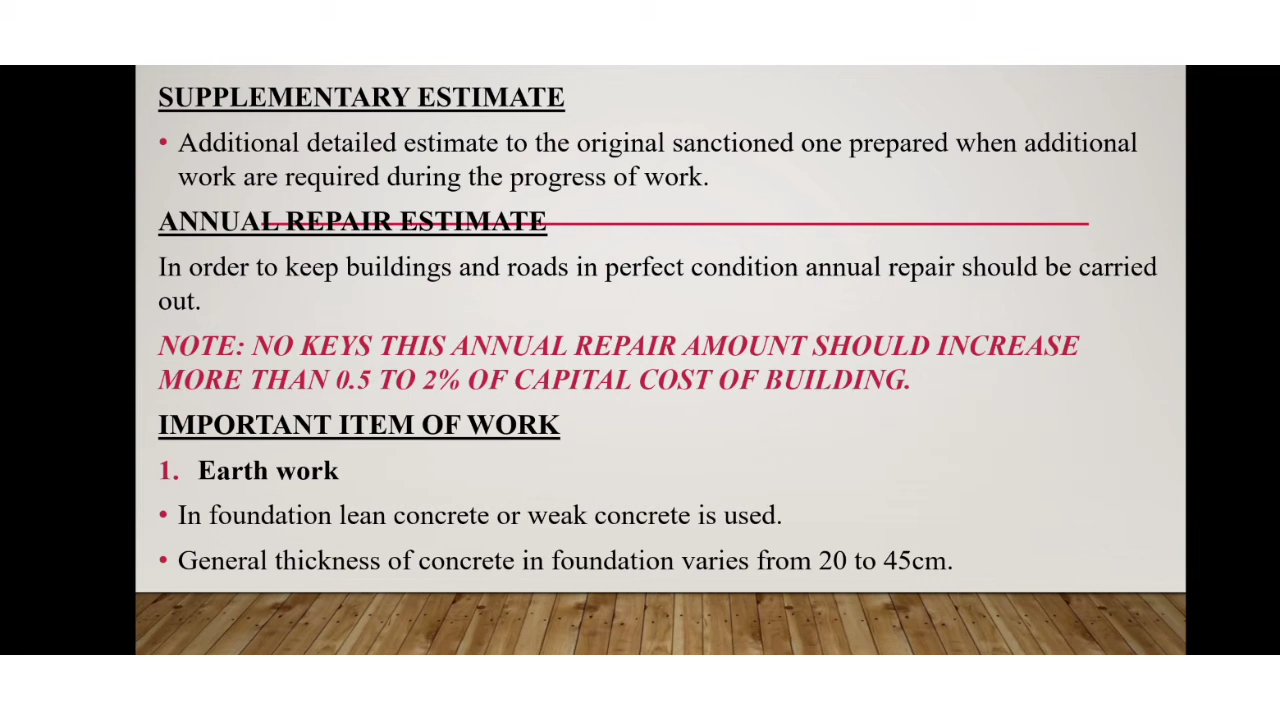 SUPPLEMENTARY ESTIMATE
• Additional detailed estimate to the original sanctioned one prepared when additional
work are required during the progress of work.
ANNUAL REPAIR ESTIMATE
In order to keep buildings and roads in perfect condition annual repair should be carried
out.
NOTE: NO KEYS THIS ANNUAL REPAIR AMOUNT SHOULD INCREASE
MORE THAN 0.5 TO 2% OF CAPITAL COST OF BUILDING.
IMPORTANT ITEM OF WORK
1. Earth work
• In foundation lean concrete or weak concrete is used.
• General thickness of concrete in foundation varies from 20 to 45cm.